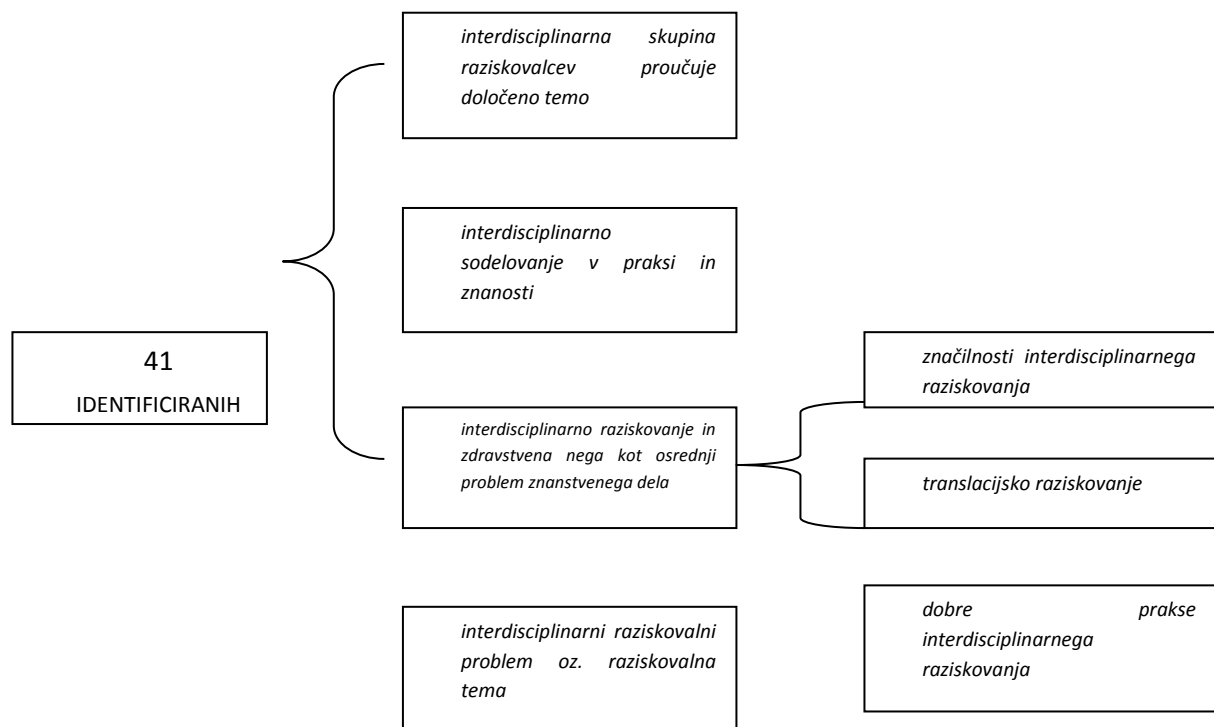 interdisciplinarna skupina
raziskovalcev proučuje
določeno temo
interdisciplinarno
sodelovanje v praksi in
znanosti
41
IDENTIFICIRANIH
interdisciplinarno raziskovanje in
zdravstvena nega kot osrednji
problem znanstvenega dela
interdisciplinarni raziskovalni
problem oz. raziskovalna
tema
značilnosti interdisciplinarnega
raziskovanja
translacijsko raziskovanje
dobre prakse
interdisciplinarnega
raziskovanja